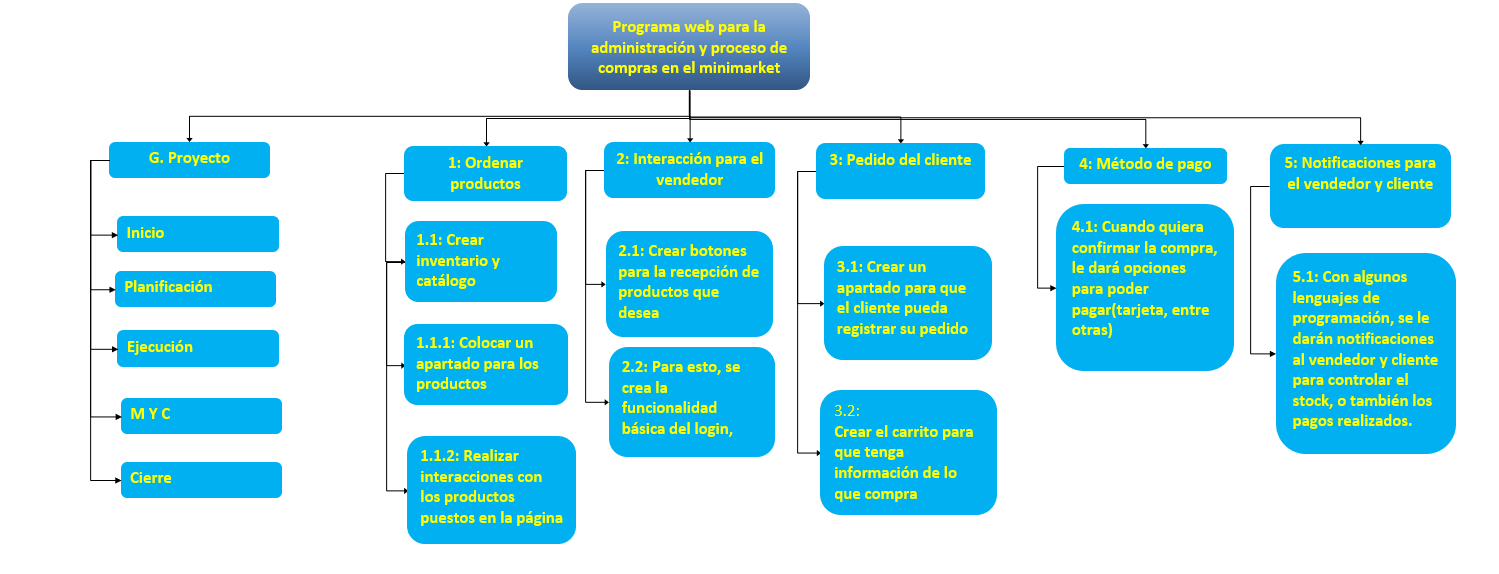 Programa web para la
administración y proceso de
compras en el minimarket
G. Proyecto
Inicio
Planificación
Ejecución
M Y C
Cierre
1: Ordenar
productos
1.1: Crear
inventario y
catálogo
1.1.1: Colocar un
apartado para los
productos
1.1.2: Realizar
interacciones con
los productos
puestos en la página
2: Interacción para el
vendedor
2.1: Crear botones
para la recepción de
productos que
desea
2.2: Para esto, se
crea la
funcionalidad
básica del login,
3: Pedido del cliente
3.1: Crear un
apartado para que
el cliente pueda
registrar su pedido
3.2:
Crear el carrito para
que tenga
información de lo
que compra
4: Método de pago
4.1: Cuando quiera
confirmar la compra,
le dará opciones
para poder
pagar(tarjeta, entre
otras)
5: Notificaciones para
el vendedor y cliente
5.1: Con algunos
lenguajes de
programación, se le
darán notificaciones
al vendedor y cliente
para controlar el
stock, o también los
pagos realizados.